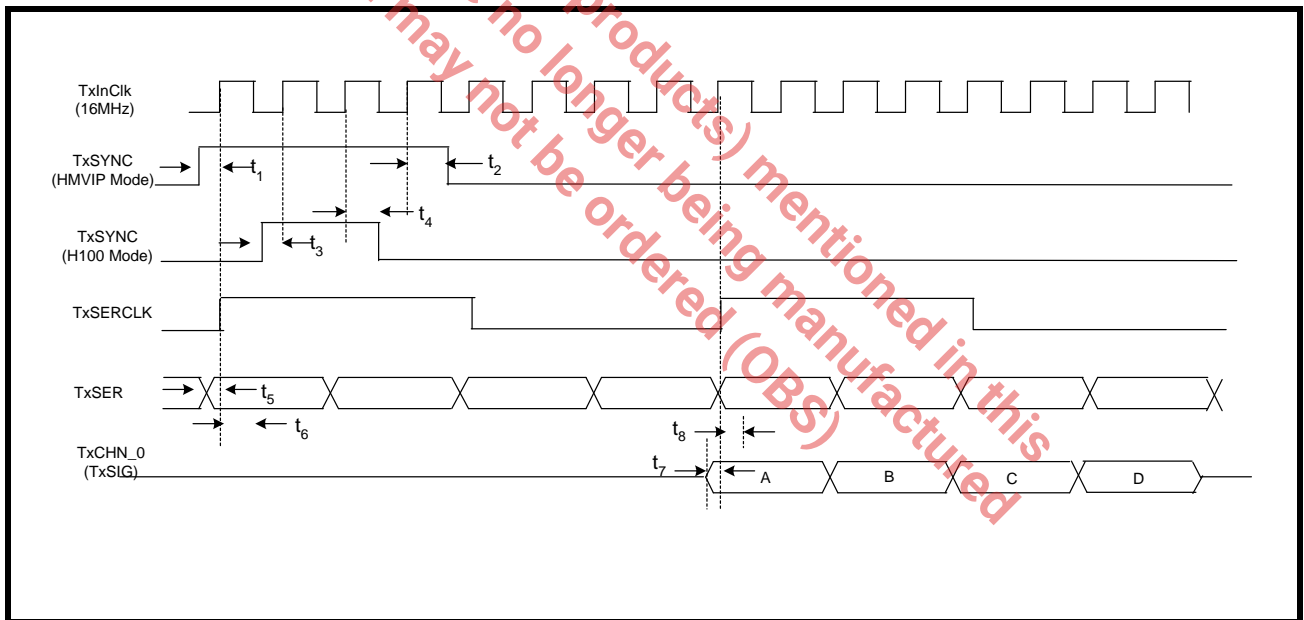 products) mentioned in this
no longer being manufactured
may not be ordered (OBS)
TxInClk
(16MHz)
TxSYNC
(HMVIP Mode)
t1
t2
TxSYNC
(H100 Mode)
t3
t4
TxSERCLK
TxSER
t5
t6
TxCHN_0
(TxSIG)
t7
t8
A
B
C
D